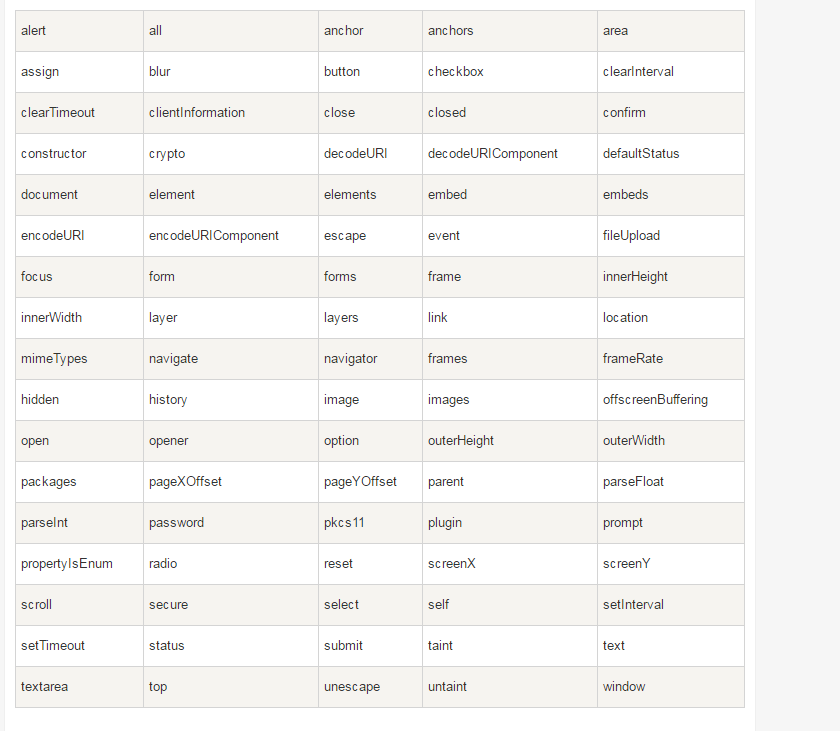 alert all anchor anchors area
assign blur button checkbox clearInterval
clearTimeout clientInformation close closed confirm
constructor crypto decodeURI decodeURIComponent defaultStatus
document element elements embed embeds
encodeURI encodeURIComponent escape event fileUpload
focus form forms frame innerHeight
innerWidth layer layers link location
mimeTypes navigate navigator frames frameRate
hidden history image images offscreenBuffering
open opener option outerHeight outerWidth
packages pageXOffset pageYOffset parent parseFloat
parseInt password pkcs11 plugin prompt
propertyIsEnum radio reset screenX screenY
scroll secure select self setInterval
setTimeout status submit taint text
textarea top unescape untaint window